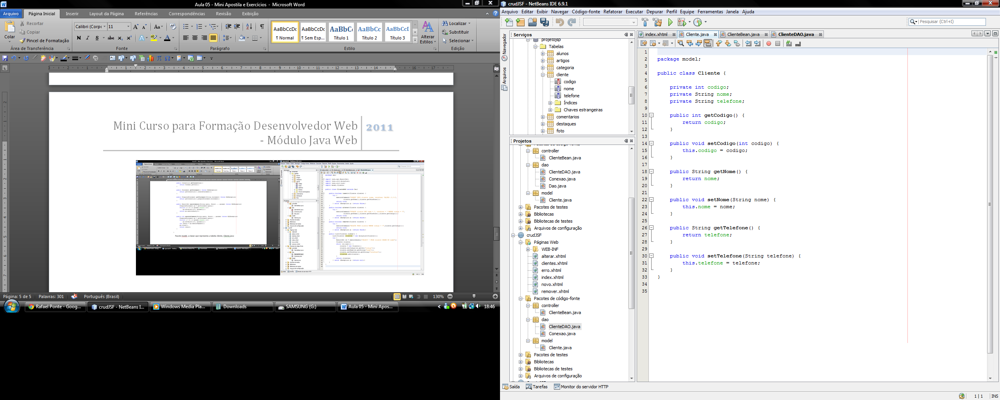 Aula 05 - Mini Apostila e Exercícios - Microsoft Word
Arquivo Página Inicial Inserir Layout da Página Referências Correspondências Revisão Exibição
Recortar
Copiar
Pincel de Formatação
Colar
Área de Transferência
Calibri (Corpo 11
Fonte
Parágrafo
AaBbCcDc AaBbCcDc AaBbC AaBbCc AaBbCcI
¶ Normal ¶ Sem Esp... Título 1 Título 2 Título 3
Alterar Estilos
Estilo
Localizar
Substituir
Selecionar
Edição
Mini Curso para Formação Desenvolvedor Web
- Módulo Java Web
2011
Pacote model, a classe que representa a tabela cliente, Cliente.java:
Página: 5 de 5 Palavras: 301 Português (Brasil) 130%
Rafael Ponte - Goog... crudJSF - NetBeans I... Windows Media Pla... Downloads SAMSUNG (G:) Aula 05 - Mini Apos... 18:46
crudJSF - NetBeans IDE 6.9.1
Arquivo Editar Exibir Navegar Código-fonte Refatorar Executar Depurar Perfil Equipe Ferramentas Janela Ajuda
Pesquisar (Ctrl+I)
Navegador
Arquivos
Serviços
projetojsp
Tabelas
alunos
artigos
categoria
cliente
codigo
nome
telefone
Índices
Chaves estrangeiras
comentarios
destaques
foto
Projetos
Pacotes de código-fonte
controller
ClienteBean.java
dao
ClienteDAO.java
Conexao.java
Dao.java
model
Cliente.java
Pacotes de testes
Bibliotecas
Bibliotecas de testes
Arquivos de configuração
crudJSF
Páginas Web
WEB-INF
alterar.xhtml
clientes.xhtml
erro.xhtml
index.xhtml
novo.xhtml
remover.xhtml
Pacotes de código-fonte
controller
ClienteBean.java
dao
ClienteDAO.java
Conexao.java
model
Cliente.java
Pacotes de testes
Bibliotecas
Bibliotecas de testes
Arquivos de configuração
index.xhtml Cliente.java ClienteBean.java ClienteDAO.java
1
2 package model;
3
4 public class Cliente {
5
6 private int codigo;
7 private String nome;
8 private String telefone;
9
10 public int getCodigo() {
11 return codigo;
12 }
13
14 public void setCodigo(int codigo) {
15 this.codigo = codigo;
16 }
17
18 public String getNome() {
19 return nome;
20 }
21
22 public void setNome(String nome) {
23 this.nome = nome;
24 }
25
26 public String getTelefone() {
27 return telefone;
28 }
29
30 public void setTelefone(String telefone) {
31 this.telefone = telefone;
32 }
33 }
34
35
Saída Tarefas Monitor do servidor HTTP
1 | 1 INS